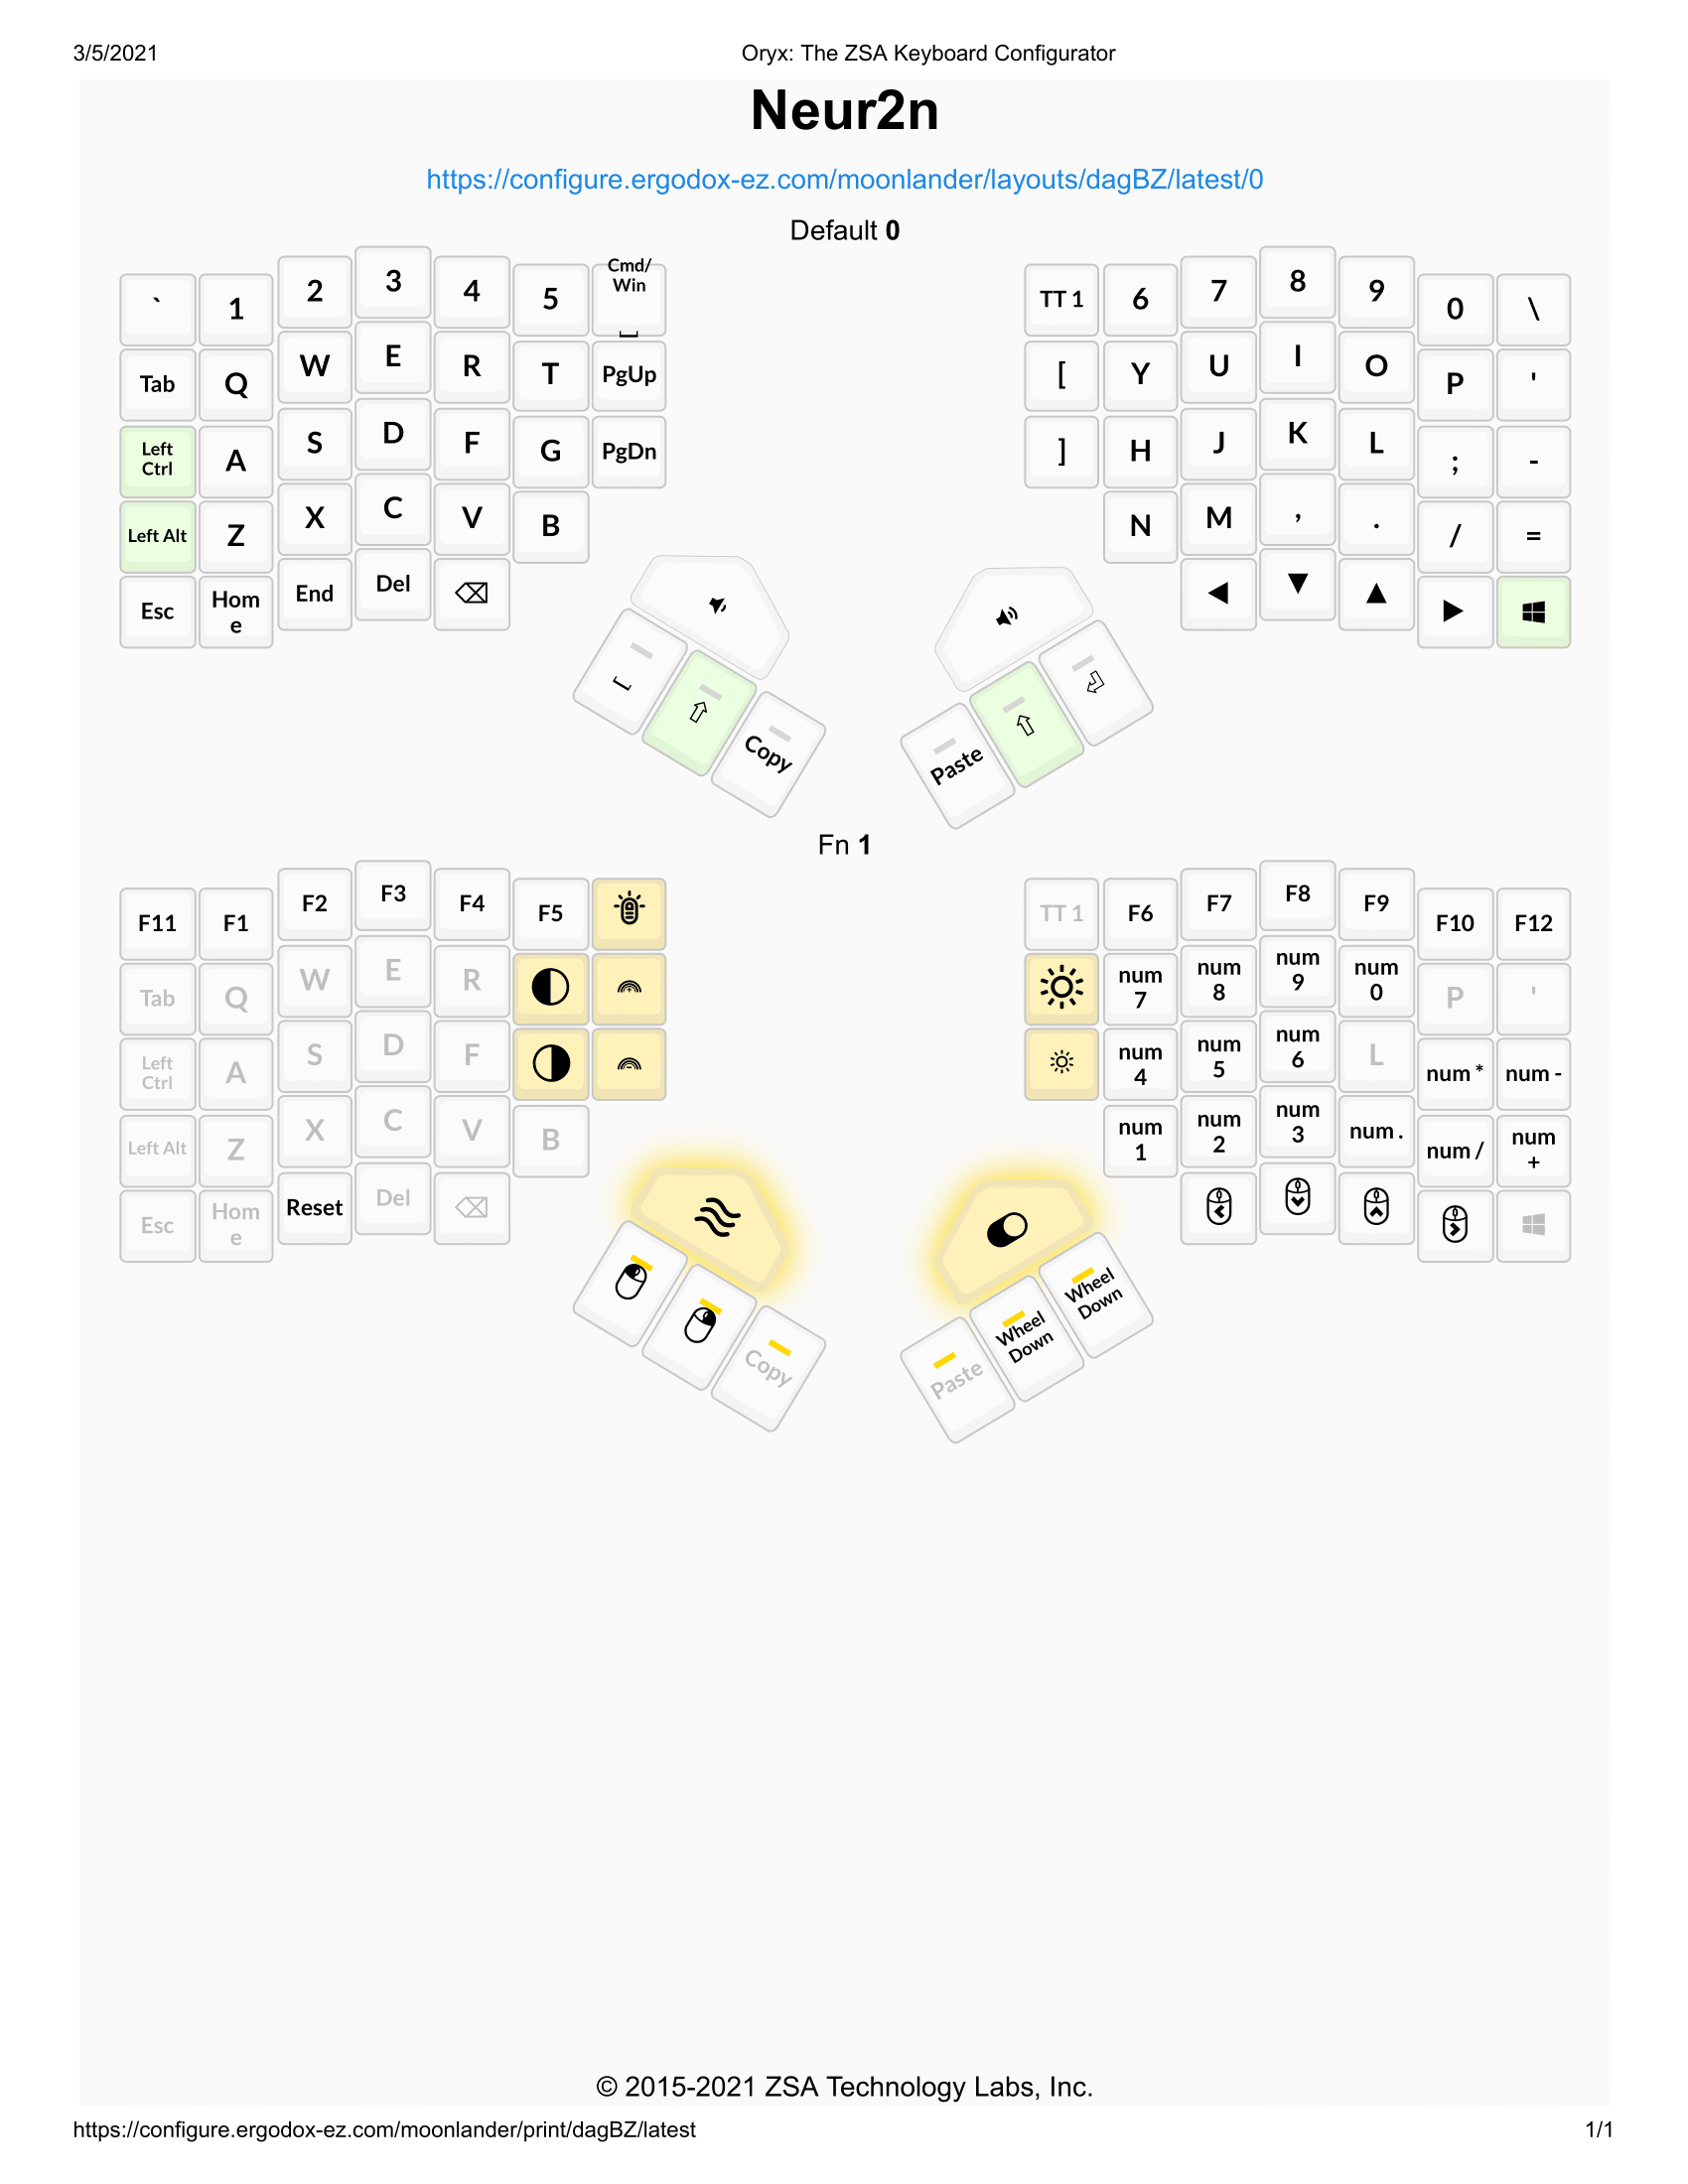 3/5/2021 Oryx: The ZSA Keyboard Configurator
Neur2n
https://configure.ergodox-ez.com/moonlander/layouts/dagBZ/latest/0
Default 0
` 1 2 3 4 5 Cmd/
Win
TT 1 6 7 8 9 0 \
Tab Q W E R T PgUp
[ Y U I O P '
Left
Ctrl A S D F G PgDn
] H J K L ; -
Left Alt Z X C V B
N M , . / =
Esc Hom
e End Del
Copy
Paste
Fn 1
F11 F1 F2 F3 F4 F5
TT 1 F6 F7 F8 F9 F10 F12
Tab Q W E R
num
7 num
8 num
9 num
0 P '
Left
Ctrl A S D F
num
4 num
5 num
6 L num * num -
Left Alt Z X C V B
num
1 num
2 num
3 num . num / num
+
Esc Hom
e Reset Del
Copy
Paste
Wheel
Down
Wheel
Down
© 2015-2021 ZSA Technology Labs, Inc.
https://configure.ergodox-ez.com/moonlander/print/dagBZ/latest 1/1